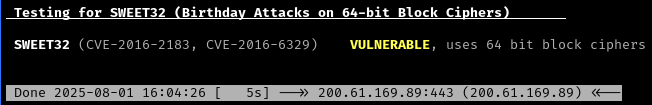 Testing for SWEET32 (Birthday Attacks on 64-bit Block Ciphers)
SWEET32 (CVE-2016-2183, CVE-2016-6329)    VULNERABLE, uses 64 bit block ciphers
Done 2025-08-01 16:04:26 [   5s] -->> 200.61.169.89:443 (200.61.169.89) <<--